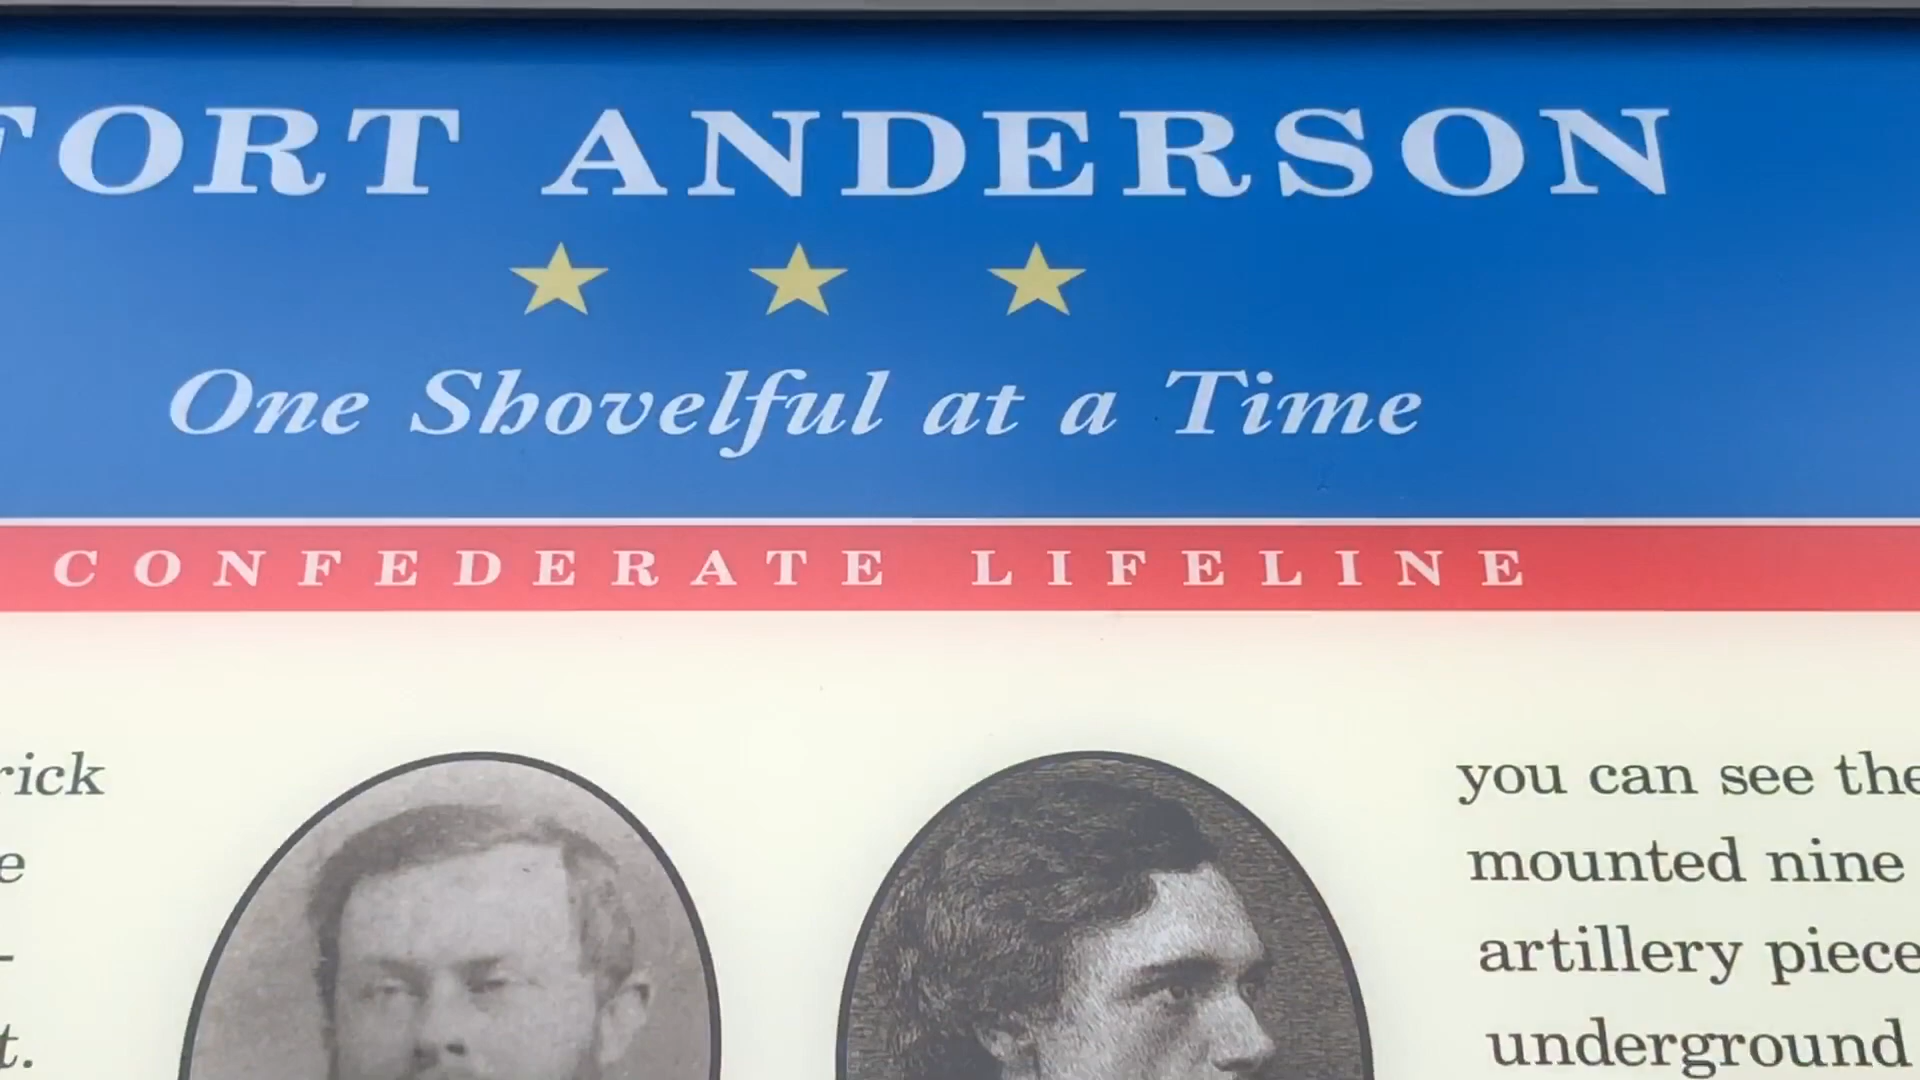 FORT ANDERSON
One Shovelful at a Time
CONFEDERATE LIFELINE
you can see the
mounted nine
artillery piece
underground
rick
e
-
t.